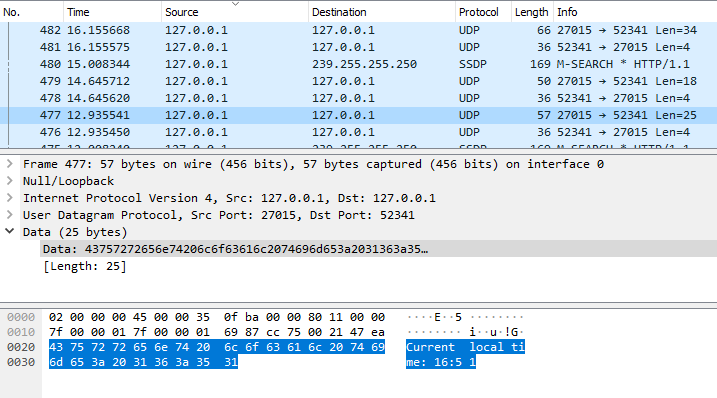 No. Time Source Destination Protocol Length Info
482 16.155668 127.0.0.1 127.0.0.1 UDP 66 27015 → 52341 Len=34
481 16.155575 127.0.0.1 127.0.0.1 UDP 36 52341 → 27015 Len=4
480 15.008344 127.0.0.1 239.255.255.250 SSDP 169 M-SEARCH * HTTP/1.1
479 14.645712 127.0.0.1 127.0.0.1 UDP 50 27015 → 52341 Len=18
478 14.645620 127.0.0.1 127.0.0.1 UDP 36 52341 → 27015 Len=4
477 12.935541 127.0.0.1 127.0.0.1 UDP 57 27015 → 52341 Len=25
476 12.935450 127.0.0.1 127.0.0.1 UDP 36 52341 → 27015 Len=4
Frame 477: 57 bytes on wire (456 bits), 57 bytes captured (456 bits) on interface 0
Null/Loopback
Internet Protocol Version 4, Src: 127.0.0.1, Dst: 127.0.0.1
User Datagram Protocol, Src Port: 27015, Dst Port: 52341
Data (25 bytes)
Data: 43757272656e74206c6f63616c2074696d653a2031363a35…
[Length: 25]
0000 02 00 00 00 45 00 00 35 0f ba 00 00 80 11 00 00 ····E··5 ········
0010 7f 00 00 01 7f 00 00 01 69 87 cc 75 00 21 47 ea ········ i··u·!G·
0020 43 75 72 72 65 6e 74 20 6c 6f 63 61 6c 20 74 69 Current local ti
0030 6d 65 3a 20 31 36 3a 35 31 me: 16:5 1